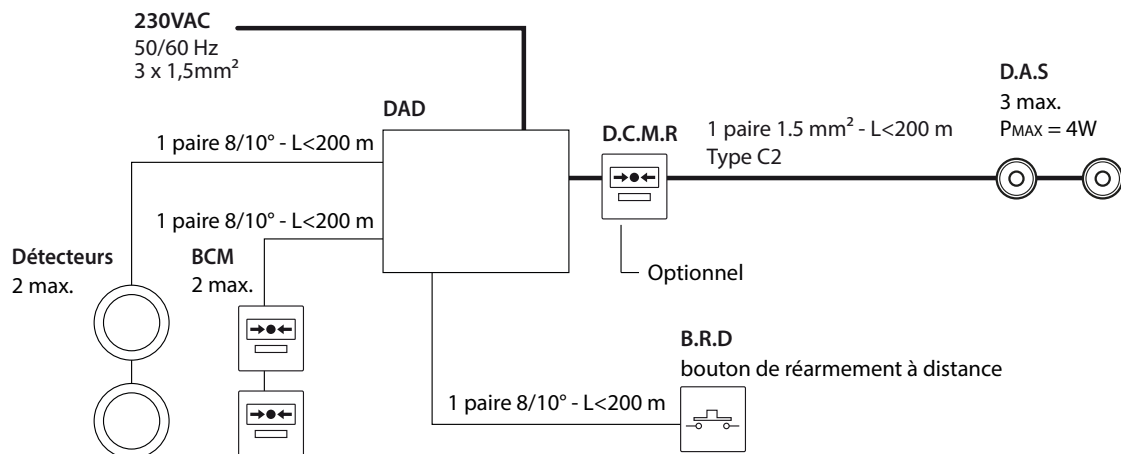 230VAC
50/60 Hz
3 x 1,5mm²
DAD
1 paire 8/10° - L<200 m
1 paire 8/10° - L<200 m
Détecteurs
2 max.
BCM
2 max.
D.C.M.R
1 paire 1.5 mm² - L<200 m
Type C2
D.A.S
3 max.
PMAX = 4W
Optionnel
B.R.D
bouton de réarmement à distance
1 paire 8/10° - L<200 m